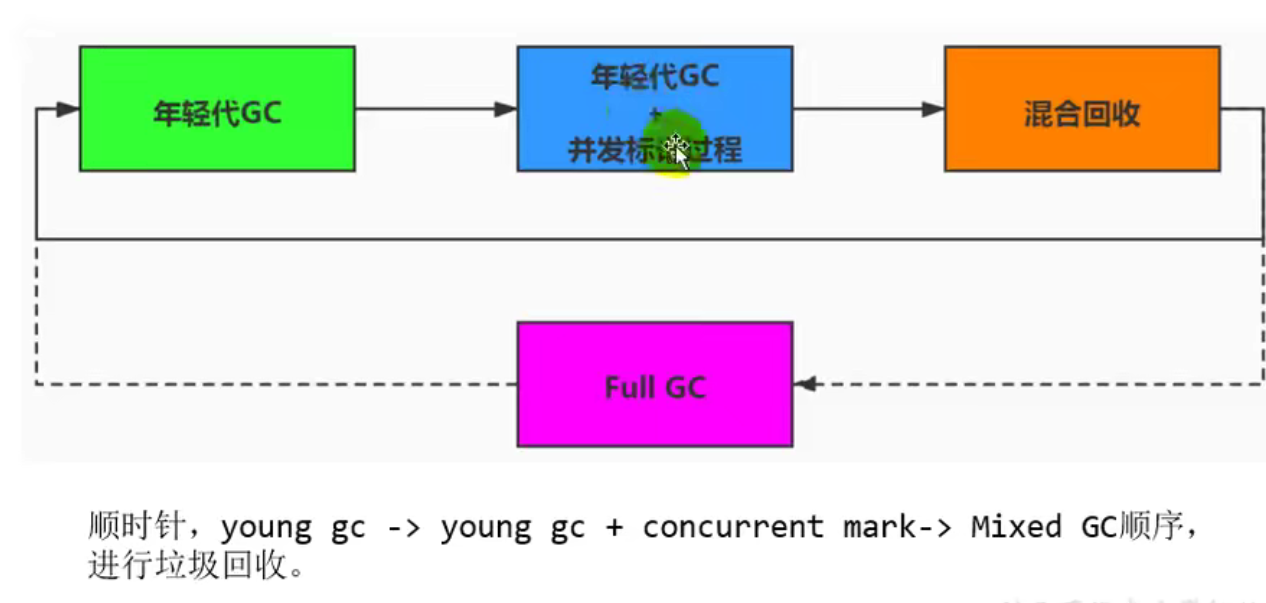 年轻代GC
年轻代GC
+
并发标记过程
混合回收
Full GC
顺时针，young gc -> young gc + concurrent mark-> Mixed GC顺序，
进行垃圾回收。